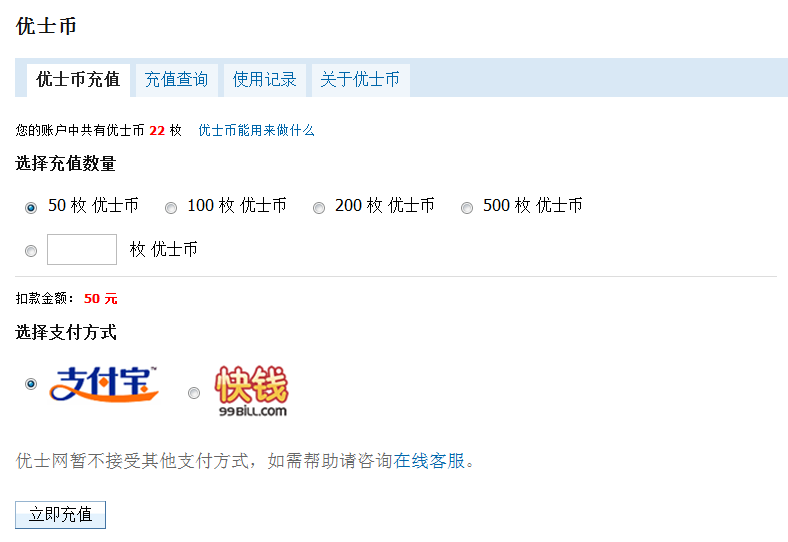 优士币
优士币充值 充值查询 使用记录 关于优士币
您的账户中共有优士币 22 枚 优士币能用来做什么
选择充值数量
50 枚 优士币 100 枚 优士币 200 枚 优士币 500 枚 优士币
枚 优士币
扣款金额： 50 元
选择支付方式
支付宝™ 快钱
99BILL.COM
优士网暂不接受其他支付方式，如需帮助请咨询在线客服。
立即充值